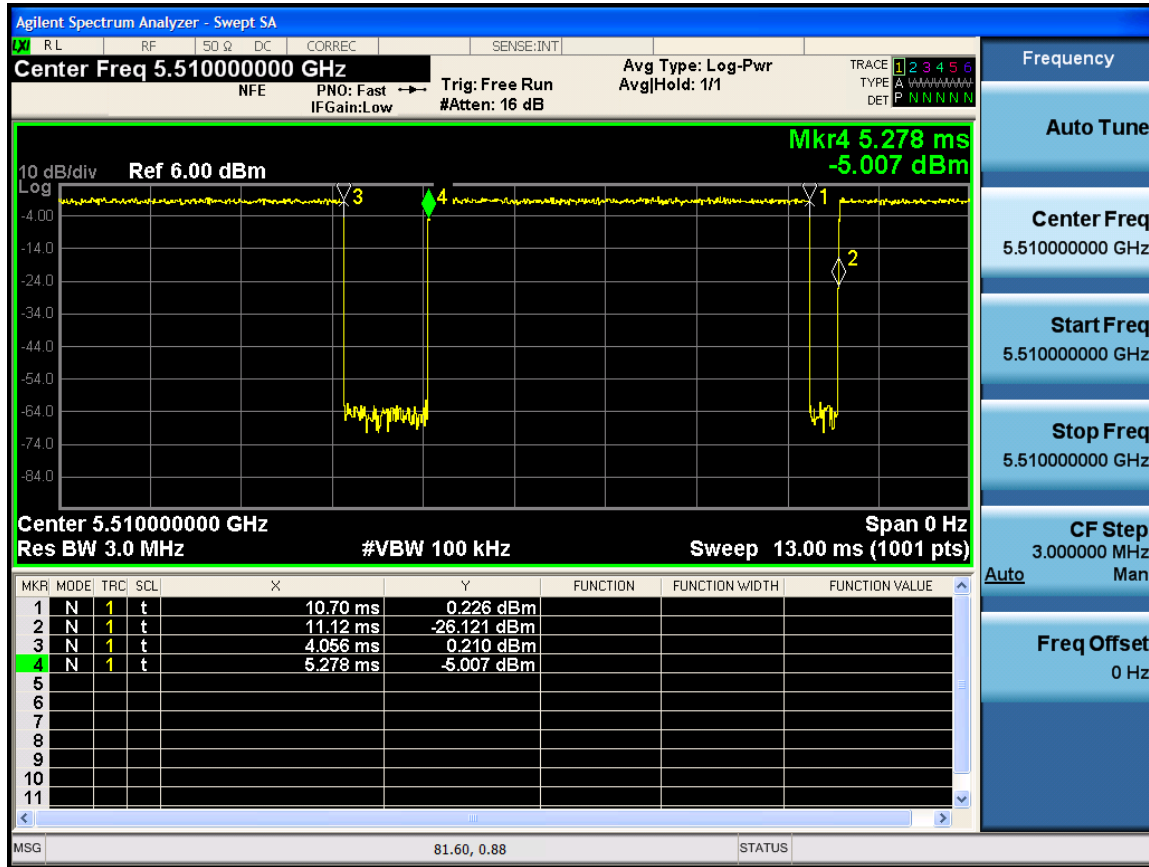 Agilent Spectrum Analyzer - Swept SA
LXI RL RF 50 Ω DC CORREC SENSE:INT
Center Freq 5.510000000 GHz
NFE
PNO: Fast
IFGain:Low
Trig: Free Run
#Atten: 16 dB
Avg Type: Log-Pwr
Avg|Hold: 1/1
TRACE 1 2 3 4 5 6
TYPE A WWWWW
DET P N N N N N
Mkr4 5.278 ms
-5.007 dBm
10 dB/div Ref 6.00 dBm
Log
3 4 1
2
-4.00
-14.0
-24.0
-34.0
-44.0
-54.0
-64.0
-74.0
-84.0
Center 5.510000000 GHz Span 0 Hz
Res BW 3.0 MHz #VBW 100 kHz Sweep 13.00 ms (1001 pts)
MKR MODE TRC SCL X Y FUNCTION FUNCTION WIDTH FUNCTION VALUE
1 N 1 t 10.70 ms 0.226 dBm
2 N 1 t 11.12 ms -26.121 dBm
3 N 1 t 4.056 ms 0.210 dBm
4 N 1 t 5.278 ms -5.007 dBm
5
6
7
8
9
10
11
MSG 81.60, 0.88 STATUS
Frequency
Auto Tune
Center Freq
5.510000000 GHz
Start Freq
5.510000000 GHz
Stop Freq
5.510000000 GHz
CF Step
3.000000 MHz
Auto Man
Freq Offset
0 Hz